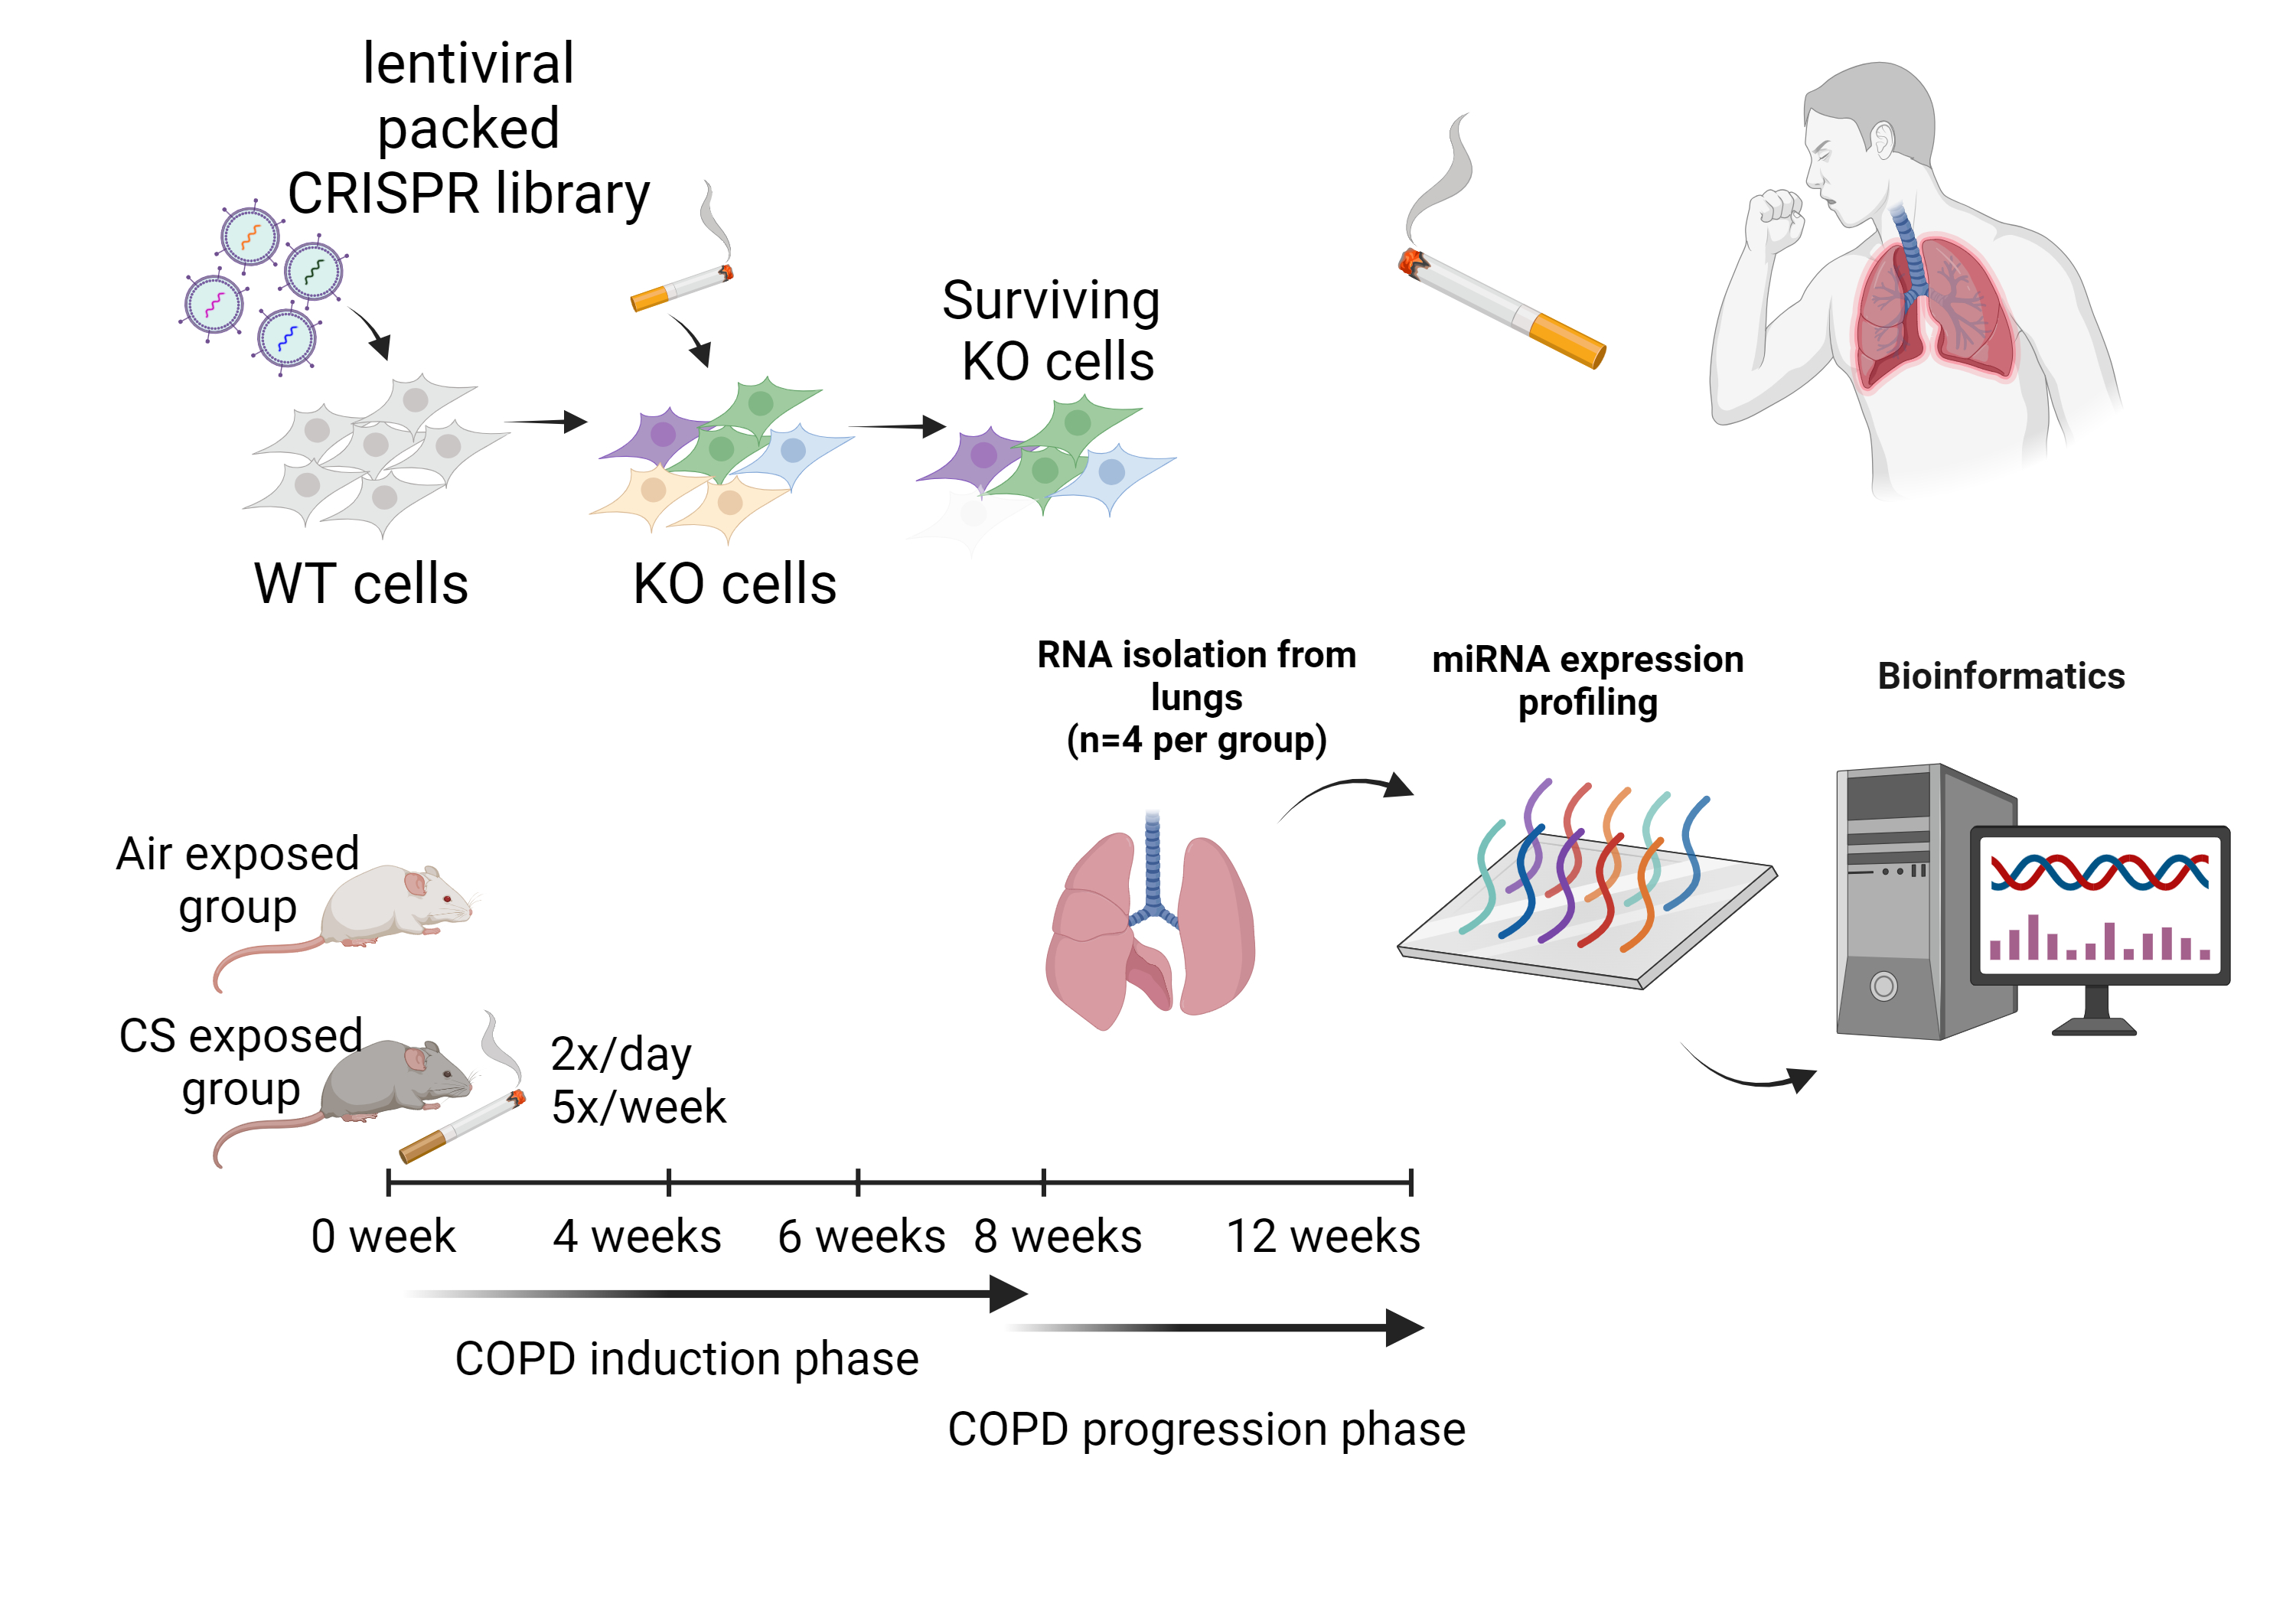 lentiviral
packed
CRISPR library
Surviving
KO cells
WT cells
KO cells
RNA isolation from
lungs
(n=4 per group)
miRNA expression
profiling
Bioinformatics
Air exposed
group
CS exposed
group
2x/day
5x/week
0 week
4 weeks
6 weeks
8 weeks
12 weeks
COPD induction phase
COPD progression phase